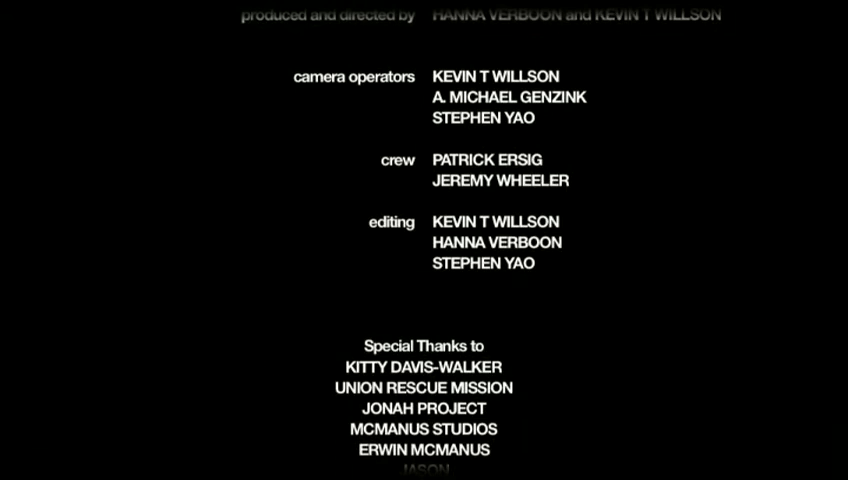 produced and directed by HANNA VERBOON and KEVIN T WILLSON
camera operators KEVIN T WILLSON
A. MICHAEL GENZINK
STEPHEN YAO
crew PATRICK ERSIG
JEREMY WHEELER
editing KEVIN T WILLSON
HANNA VERBOON
STEPHEN YAO
Special Thanks to
KITTY DAVIS-WALKER
UNION RESCUE MISSION
JONAH PROJECT
MCMANUS STUDIOS
ERWIN MCMANUS
JASON